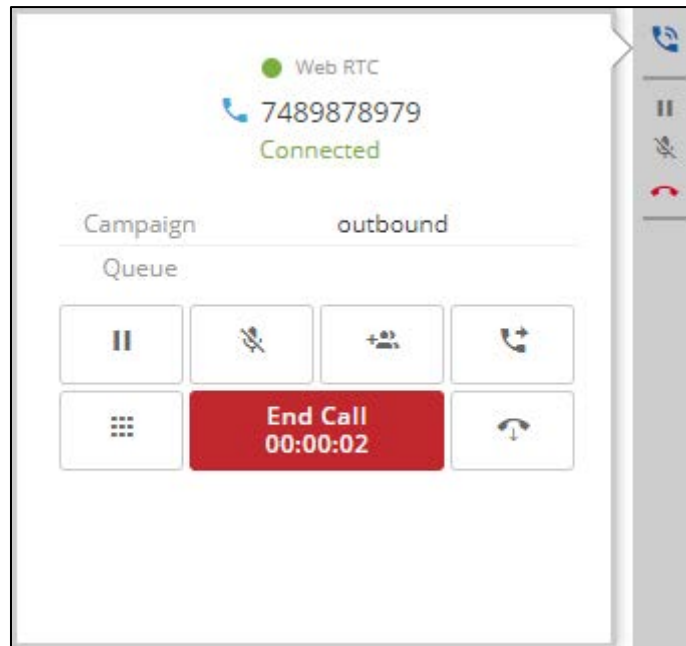 Web RTC
7489878979
Connected
Campaign outbound
Queue
End Call
00:00:02